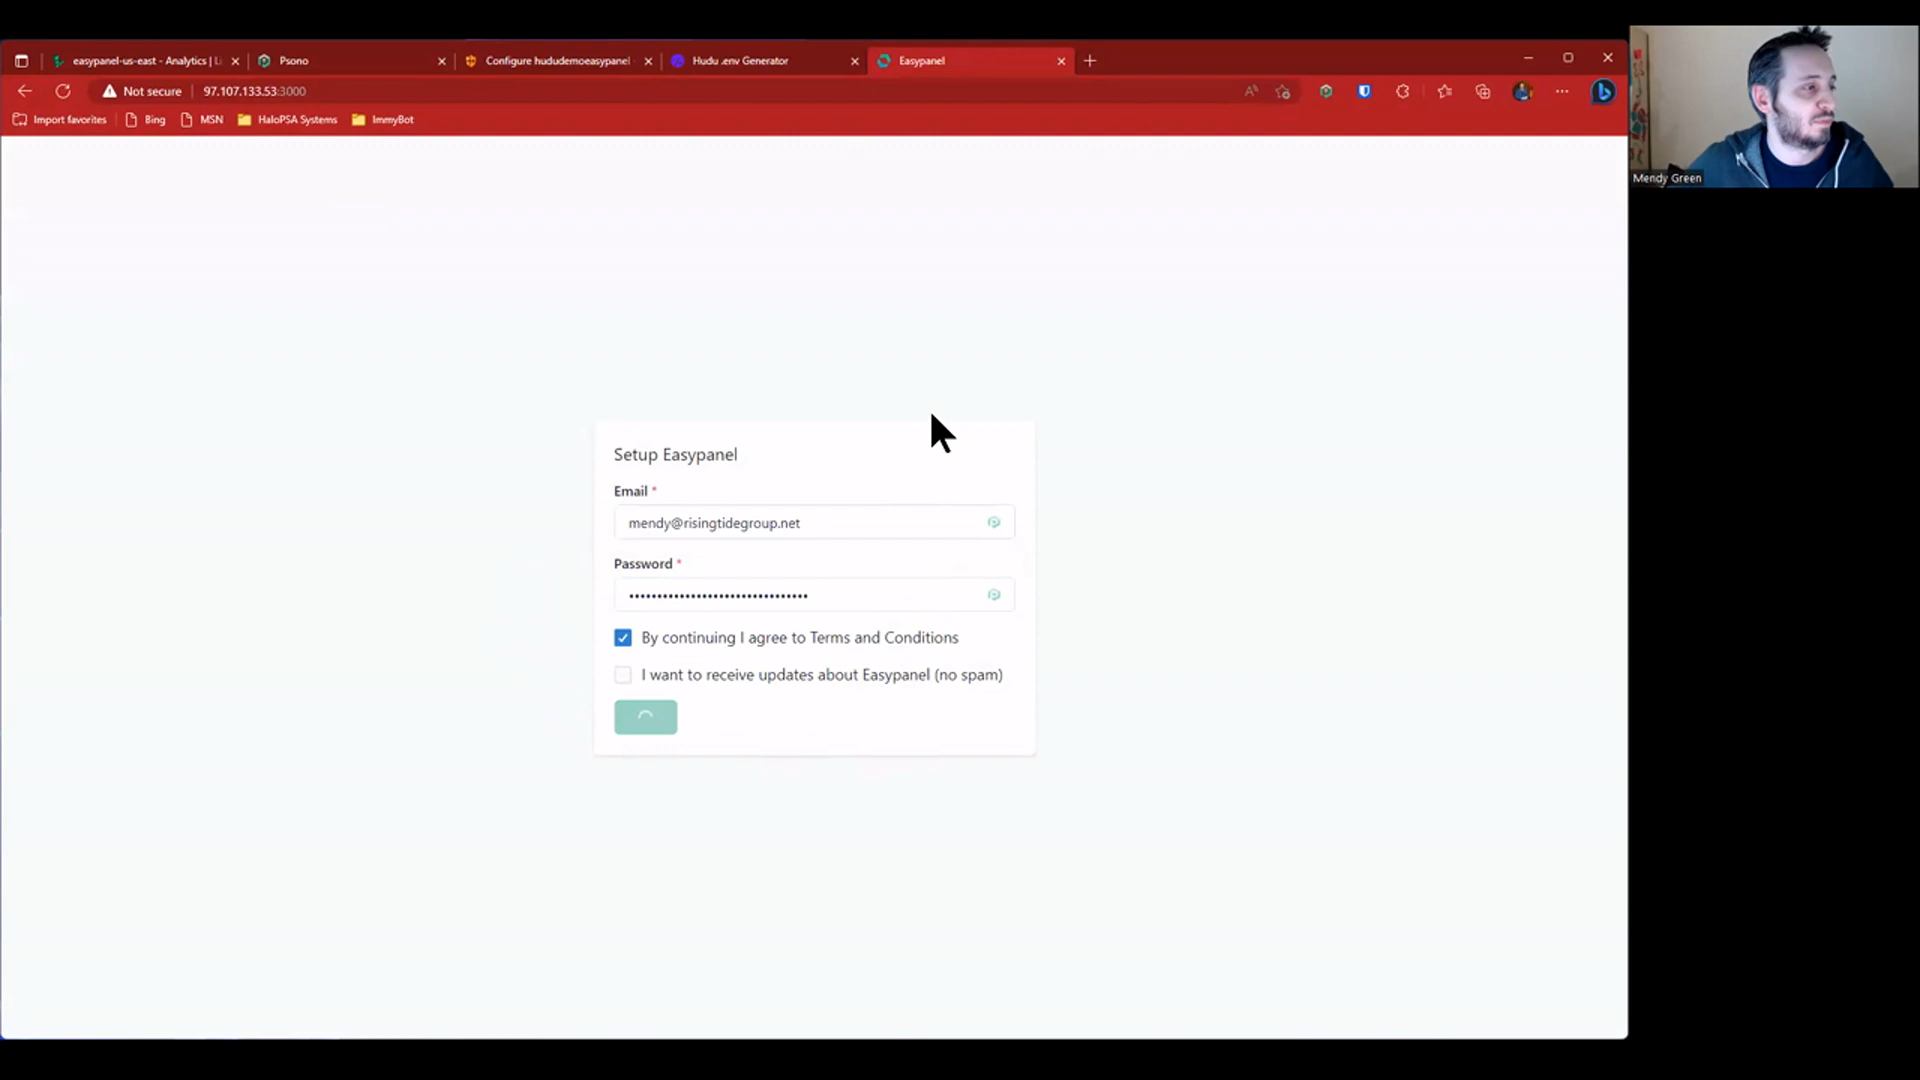 easypanel-us-east - Analytics | Li
Psono
Configure hududemoeasypanel
Hudu .env Generator
Easypanel
Not secure
97.107.133.53:3000
Import favorites
Bing
MSN
HaloPSA Systems
ImmyBot
Mendy Green
Setup Easypanel
Email *
mendy@risingtidegroup.net
Password *
••••••••••••••••••••••••••••••••
By continuing I agree to Terms and Conditions
I want to receive updates about Easypanel (no spam)